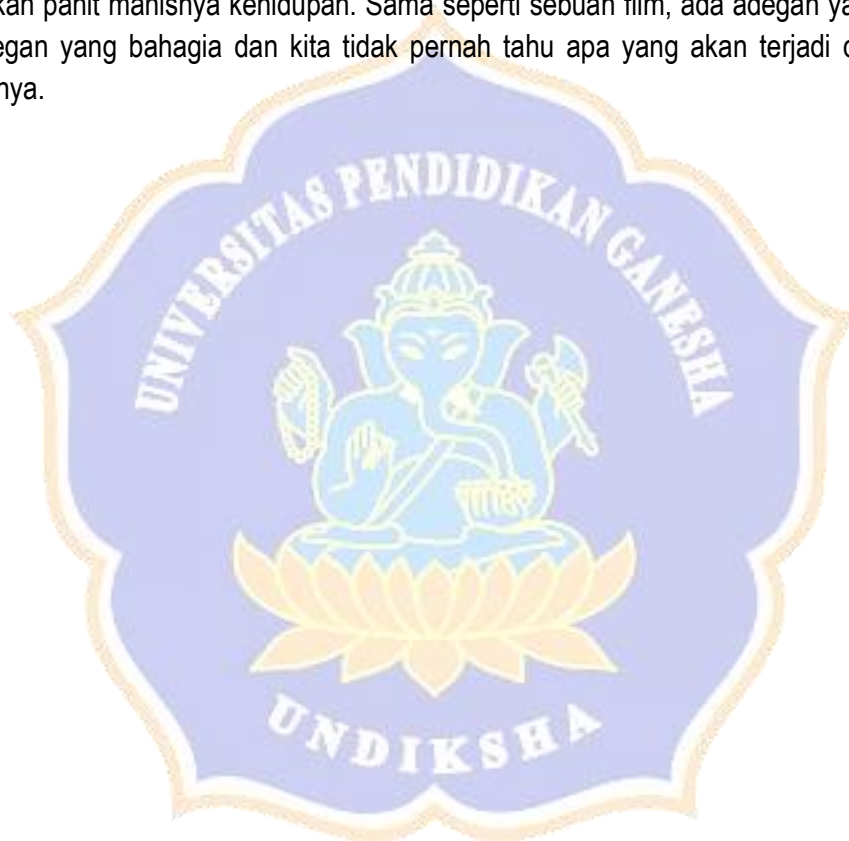 kan pahit manisnya kehidupan. Sama seperti sebuah film, ada adegan ya
egan yang bahagia dan kita tidak pernah tahu apa yang akan terjadi d
nya.
UNIVERSITAS PENDIDIKAN GANESHA
UNDIKSHA